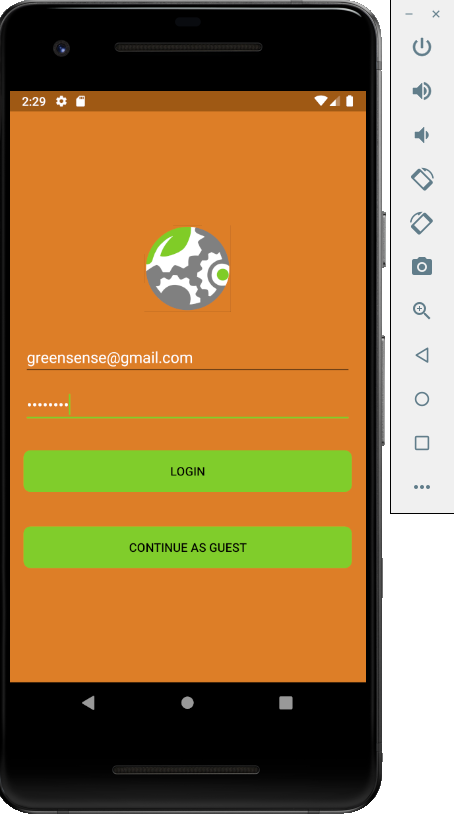 2:29
greensense@gmail.com
••••••••
LOGIN
CONTINUE AS GUEST